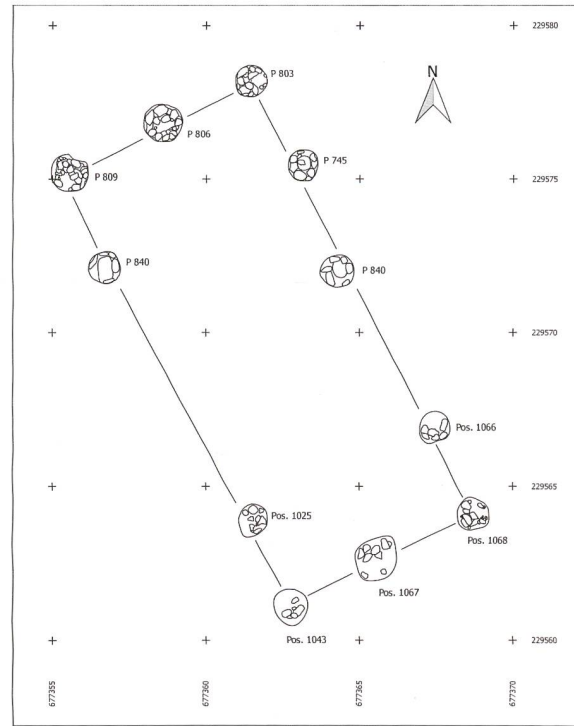 229580
N
P 803
P 806
P 745
229575
P 809
P 840
P 840
229570
Pos. 1066
229565
Pos. 1025
Pos. 1068
Pos. 1067
Pos. 1043
229560
677355
677360
677365
677370